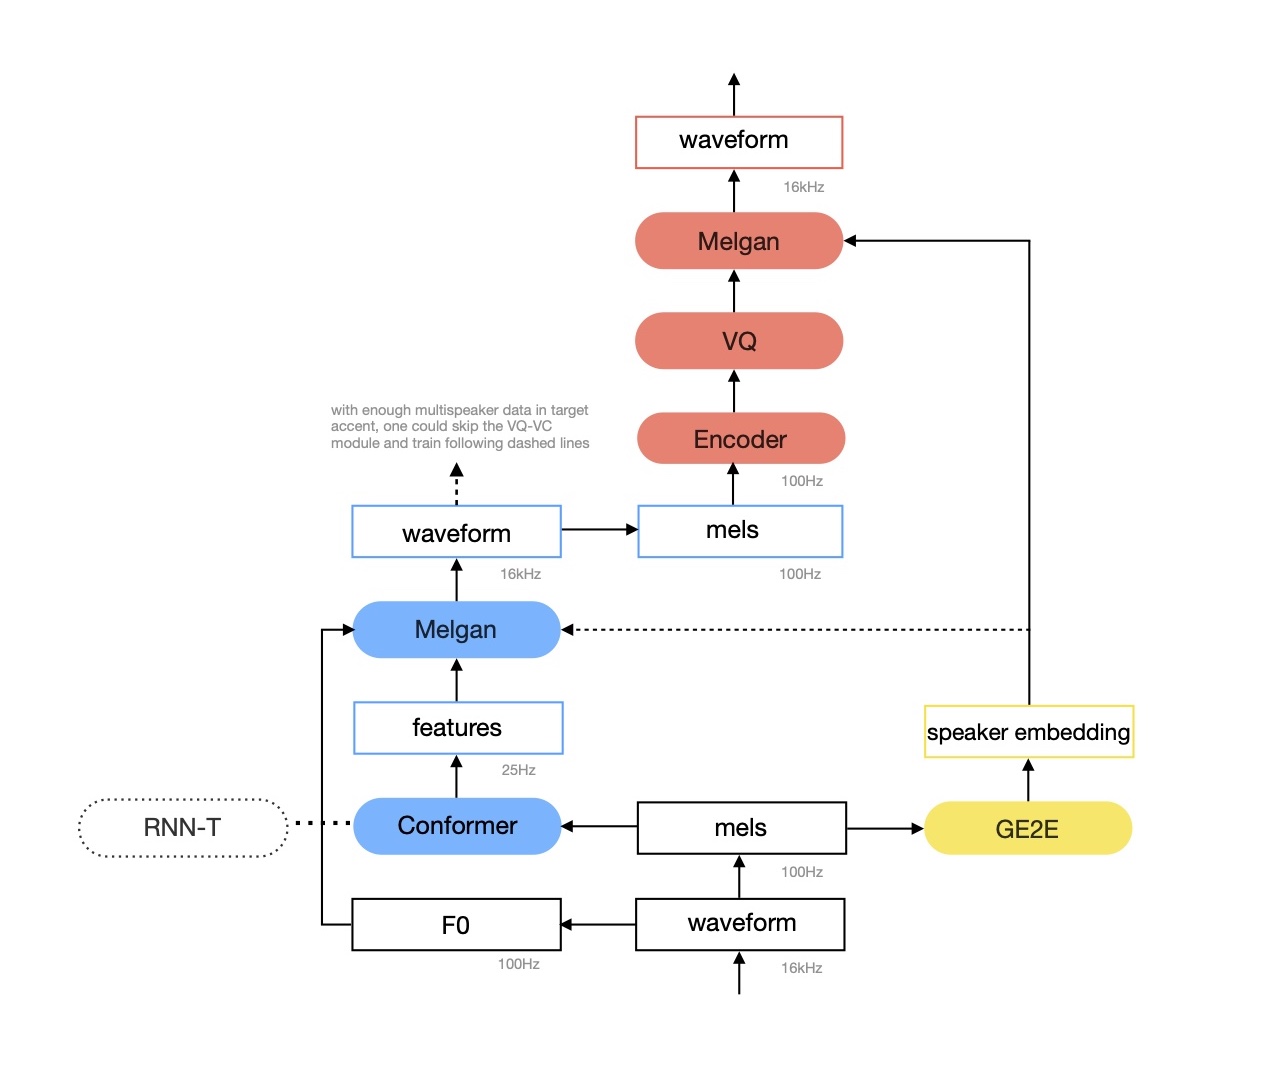 waveform
16kHz
Melgan
VQ
with enough multispeaker data in target
accent, one could skip the VQ-VC
module and train following dashed lines
Encoder
100Hz
waveform
mels
16kHz
100Hz
Melgan
features
speaker embedding
25Hz
RNN-T
Conformer
mels
GE2E
100Hz
F0
waveform
100Hz
16kHz